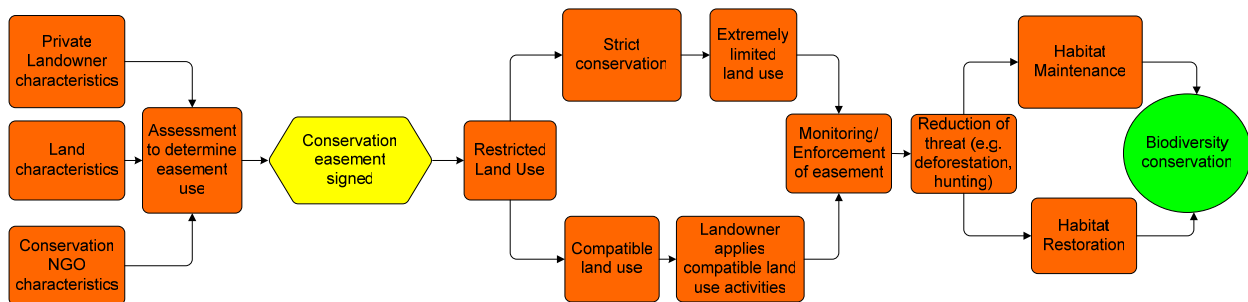 Private
Landowner
characteristics
Land
characteristics
Conservation
NGO
characteristics
Assessment
to determine
easement
use
Conservation
easement
signed
Restricted
Land Use
Strict
conservation
Extremely
limited
land use
Compatible
land use
Landowner
applies
compatible land
use activities
Monitoring/
Enforcement
of easement
Reduction of
threat (e.g.
deforestation,
hunting)
Habitat
Maintenance
Habitat
Restoration
Biodiversity
conservation